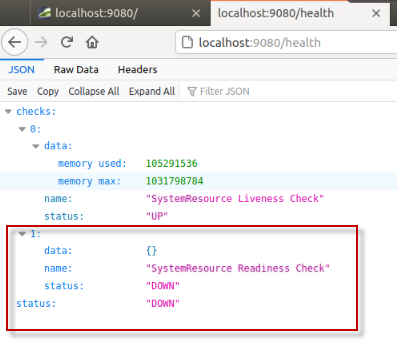 localhost:9080/
localhost:9080/health
localhost:9080/health
JSON Raw Data Headers
Save Copy Collapse All Expand All Filter JSON
checks:
0:
data:
memory used: 105291536
memory max: 1031798784
name: "SystemResource Liveness Check"
status: "UP"
1:
data: {}
name: "SystemResource Readiness Check"
status: "DOWN"
status: "DOWN"